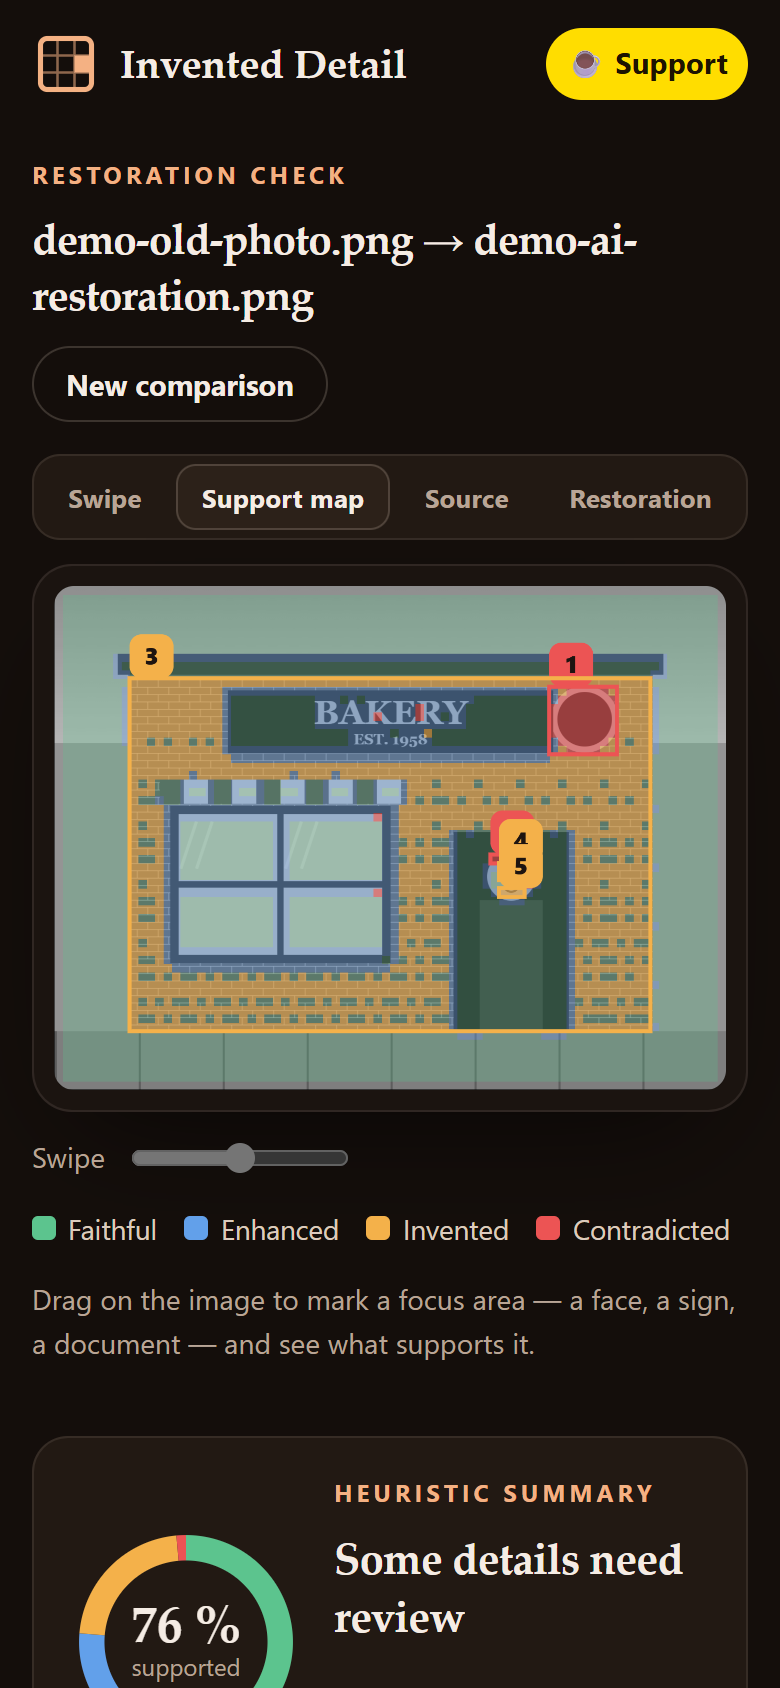 Invented Detail
Support
RESTORATION CHECK
demo-old-photo.png → demo-ai-
restoration.png
New comparison
Swipe
Support map
Source
Restoration
3
1
BAKERY
EST. 1958
4
5
Swipe
Faithful
Enhanced
Invented
Contradicted
Drag on the image to mark a focus area — a face, a sign,
a document — and see what supports it.
HEURISTIC SUMMARY
Some details need
review
76 %
supported